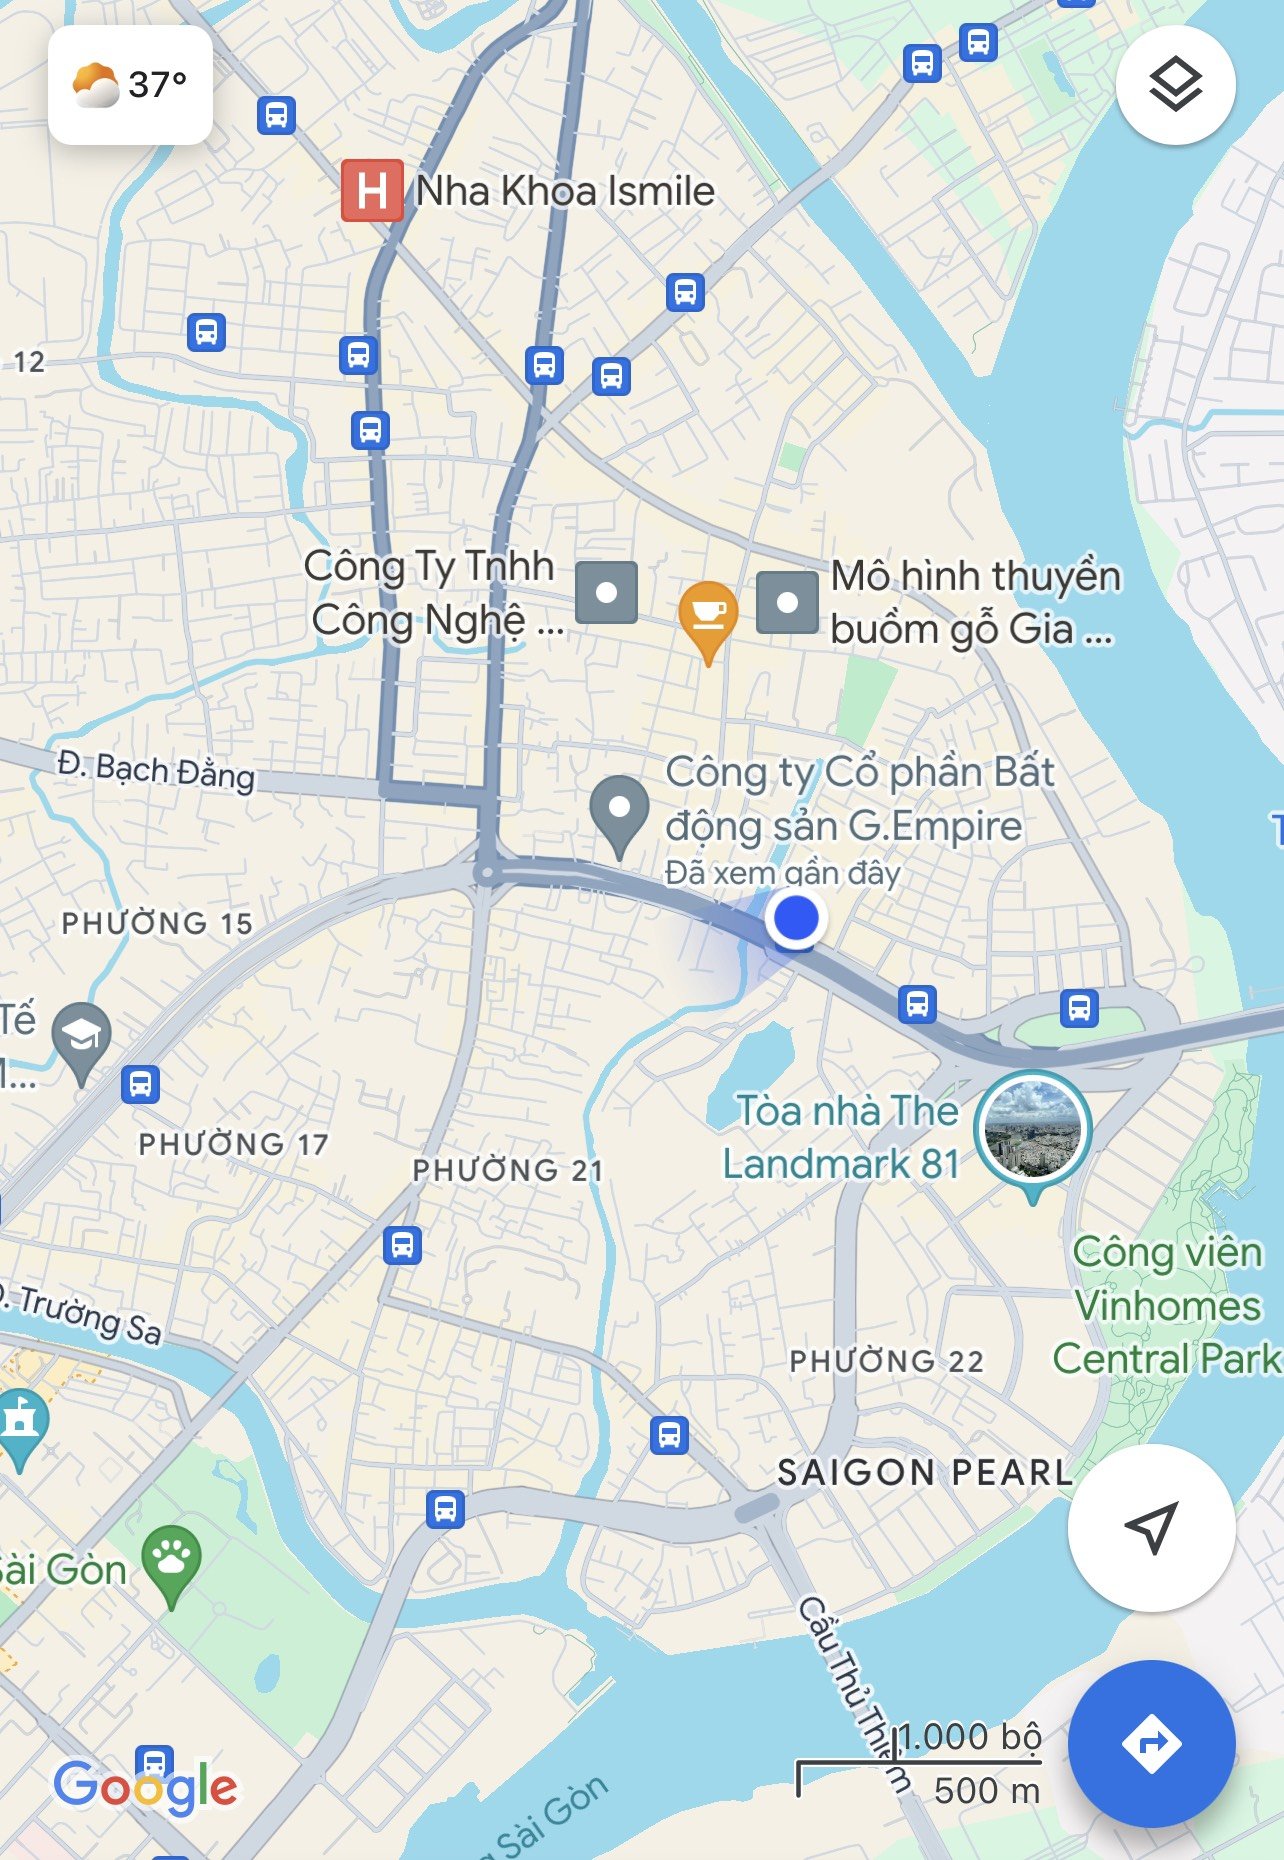 37°
Nha Khoa Ismile
12
Công Ty Tnhh
Công Nghệ ...
Mô hình thuyền
buồm gỗ Gia ...
Đ. Bạch Đằng
Công ty Cổ phần Bất
động sản G.Empire
Đã xem gần đây
T
PHƯỜNG 15
Tế
M...
PHƯỜNG 17
PHƯỜNG 21
Tòa nhà The
Landmark 81
Công viên
Vinhomes
Central Park
Đ. Trường Sa
PHƯỜNG 22
SAIGON PEARL
Sài Gòn
Cầu Thủ Thiêm
1.000 bộ
500 m
Google
Sài Gòn